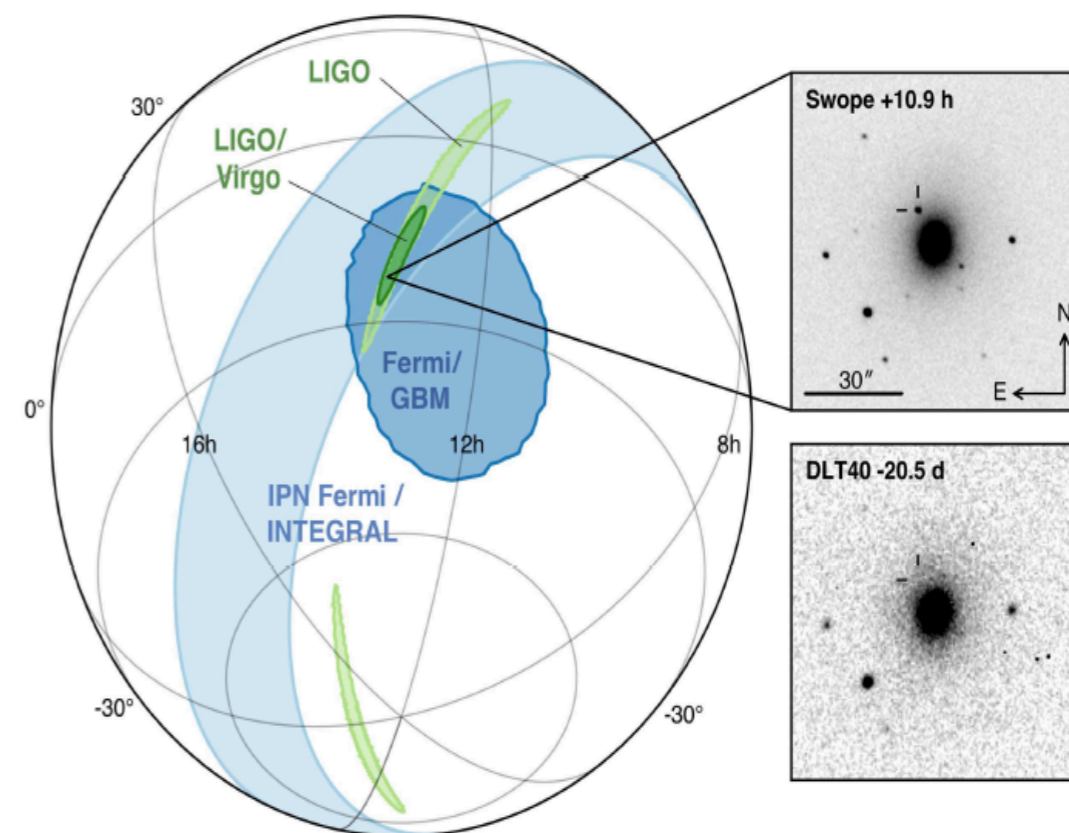 LIGO
LIGO/
Virgo
30°
0°
16h
12h
8h
Fermi/
GBM
IPN Fermi /
INTEGRAL
-30°
-30°
Swope +10.9 h
30"
N
E
DLT40 -20.5 d